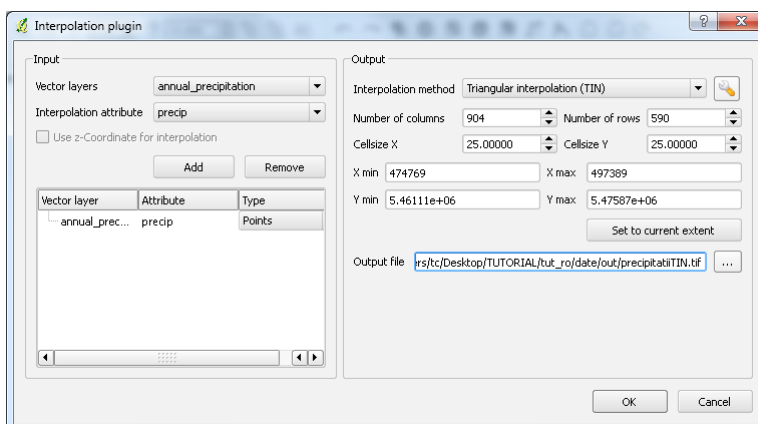 Interpolation plugin
Input
Vector layers annual_precipitation
Interpolation attribute precip
Use z-Coordinate for interpolation
Add Remove
Vector layer Attribute Type
annual_prec... precip Points
Output
Interpolation method Triangular interpolation (TIN)
Number of columns 904 Number of rows 590
Cellsize X 25.00000 Cellsize Y 25.00000
X min 474769 X max 497389
Y min 5.46111e+06 Y max 5.47587e+06
Set to current extent
Output file ers/tc/Desktop/TUTORIAL/tut_ro/date/out/precipitatiiTIN.tif ...
OK Cancel